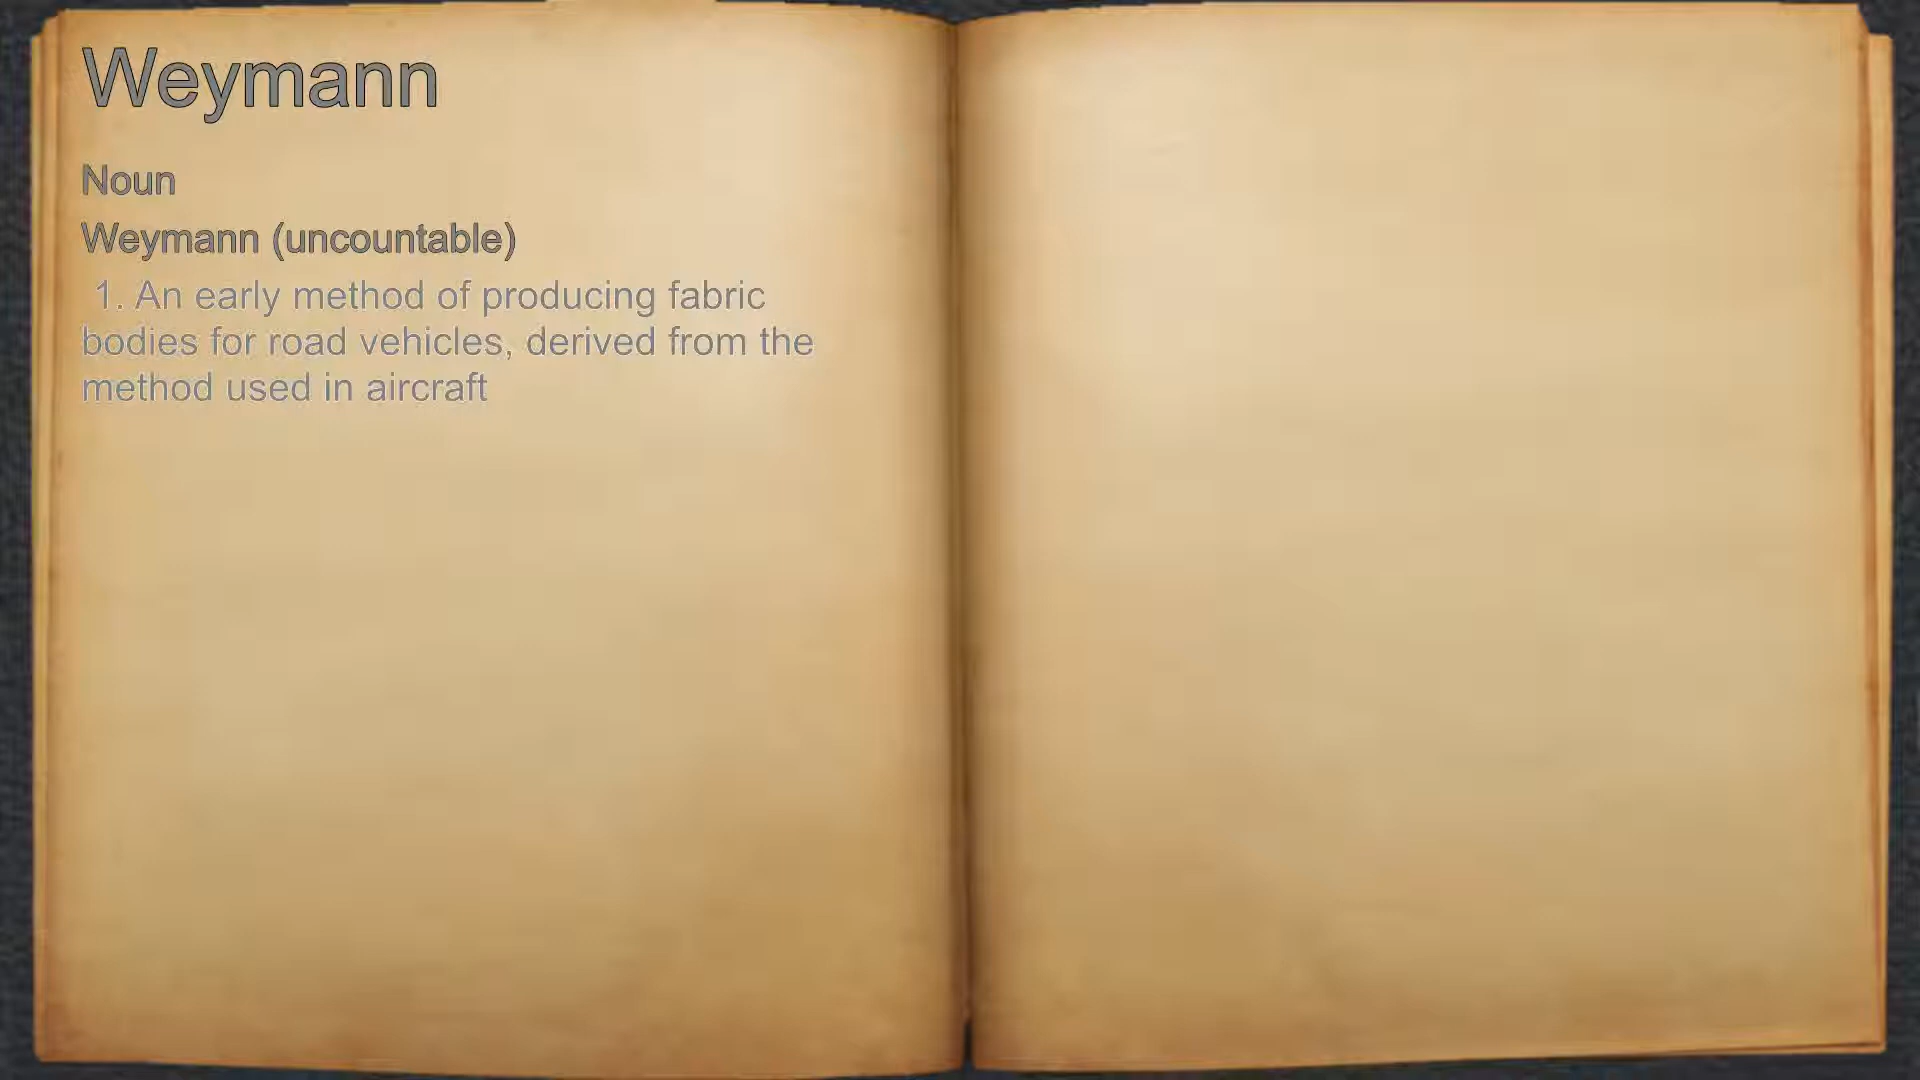 Weymann
Noun
Weymann (uncountable)
1. An early method of producing fabric
bodies for road vehicles, derived from the
method used in aircraft